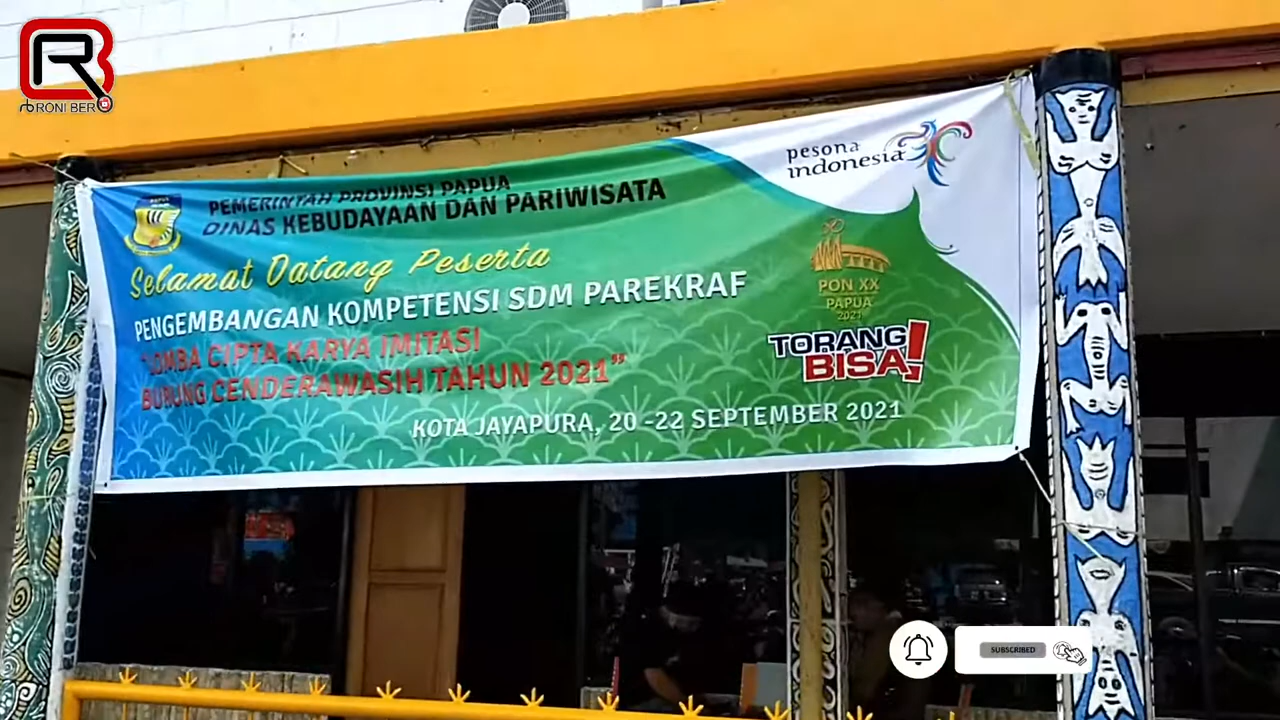 RONI BER
PEMERINTAH PROVINSI PAPUA
DINAS KEBUDAYAAN DAN PARIWISATA
Selamat Datang Peserta
PENGEMBANGAN KOMPETENSI SDM PAREKRAF
"LOMBA CIPTA KARYA IMITASI
BURUNG CENDERAWASIH TAHUN 2021"
KOTA JAYAPURA, 20 -22 SEPTEMBER 2021
pesona
indonesia
PON XX
PAPUA
2021
TORANG
BISA!
SUBSCRIBED